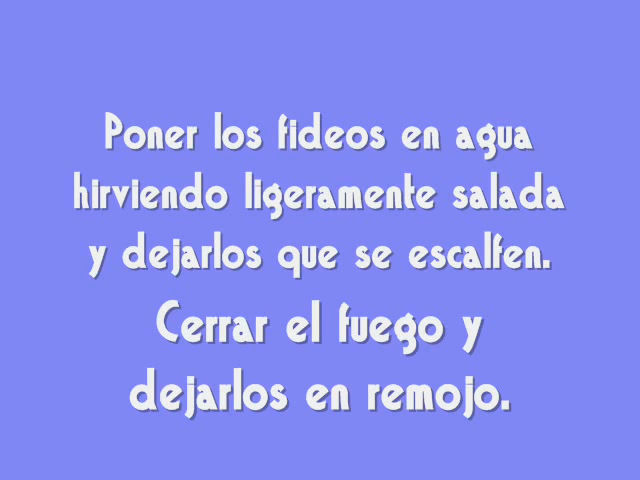 Poner los fideos en agua
hirviendo ligeramente salada
y dejarlos que se escalfen.
Cerrar el fuego y
dejarlos en remojo.